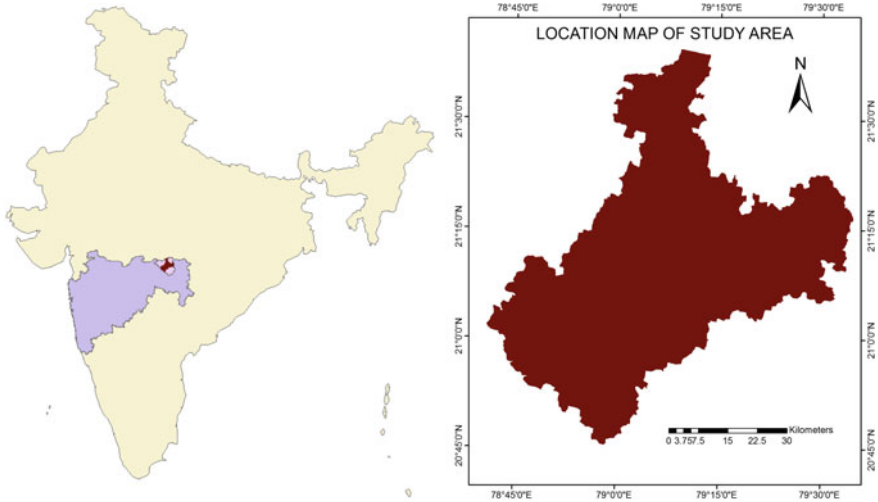 78°45'0"E 79°0'0"E 79°15'0"E 79°30'0"E
LOCATION MAP OF STUDY AREA
N
21°30'0"N 21°30'0"N
21°15'0"N 21°15'0"N
21°0'0"N 21°0'0"N
20°45'0"N 20°45'0"N
Kilometers
0 3.757.5 15 22.5 30
78°45'0"E 79°0'0"E 79°15'0"E 79°30'0"E